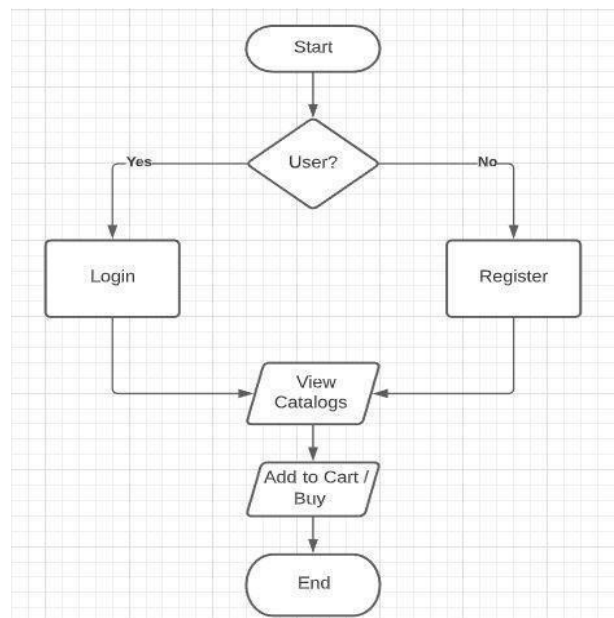 Start
User?
Yes
No
Login
Register
View
Catalogs
Add to Cart /
Buy
End